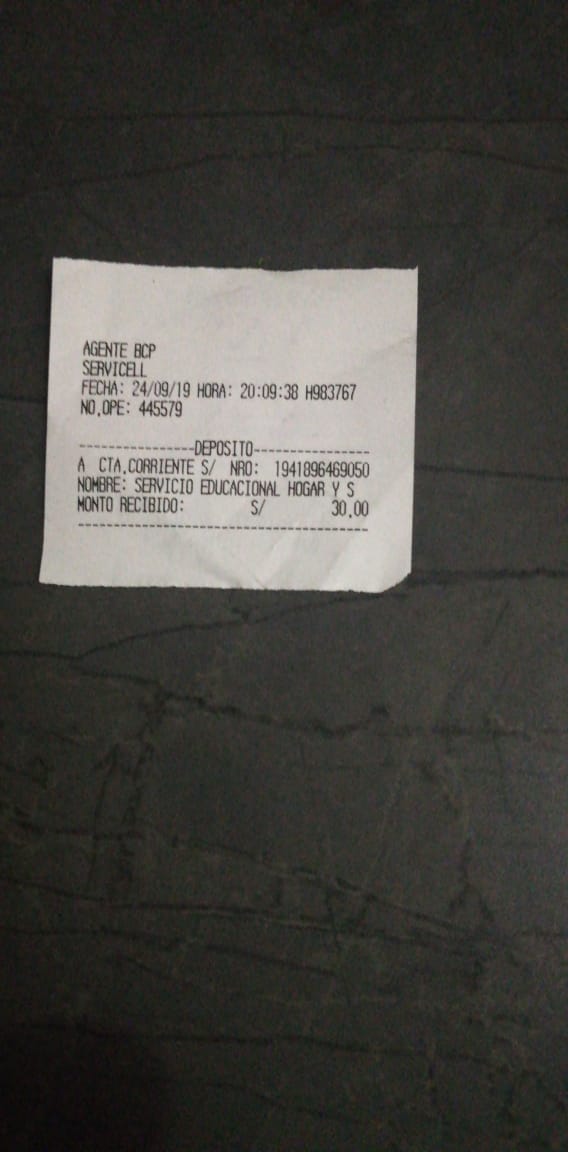 AGENTE BCP
SERVICELL
FECHA: 24/09/19 HORA: 20:09:38 H983767
NO.OPE: 445579
----------------DEPOSITO----------------
A CTA.CORRIENTE S/ NRO: 1941896469050
NOMBRE: SERVICIO EDUCACIONAL HOGAR Y S
MONTO RECIBIDO: S/ 30.00
----------------------------------------